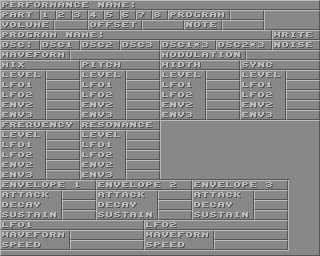 PERFORMANCE NAME:
PART 1 2 3 4 5 6 7 8 PROGRAM
VOLUME OFFSET NOTE
PROGRAM NAME: WRITE
OSC: OSC1 OSC2 OSC3 OSC1*3 OSC2*3 NOISE
WAVEFORM MODULATION
MIX PITCH WIDTH SYNC
LEVEL LEVEL LEVEL LEVEL
LFO1 LFO1 LFO1 LFO1
LFO2 LFO2 LFO2 LFO2
ENV2 ENV2 ENV2 ENV2
ENV3 ENV3 ENV3 ENV3
FREQUENCY RESONANCE
LEVEL LEVEL
LFO1 LFO1
LFO2 LFO2
ENV2 ENV2
ENV3 ENV3
ENVELOPE 1 ENVELOPE 2 ENVELOPE 3
ATTACK ATTACK ATTACK
DECAY DECAY DECAY
SUSTAIN SUSTAIN SUSTAIN
LFO1 LFO2
WAVEFORM WAVEFORM
SPEED SPEED